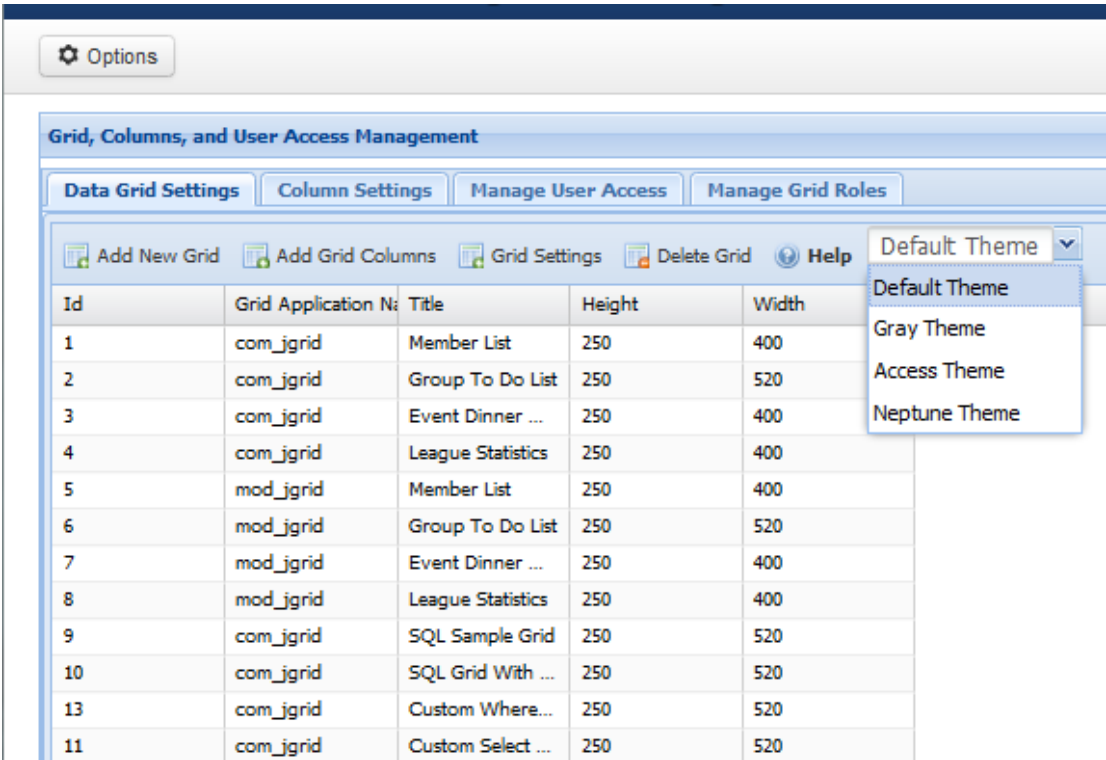 Options
Grid, Columns, and User Access Management
Data Grid Settings Column Settings Manage User Access Manage Grid Roles
Add New Grid Add Grid Columns Grid Settings Delete Grid Help Default Theme
Default Theme
Gray Theme
Access Theme
Neptune Theme
Id Grid Application Na Title Height Width
1 com_jgrid Member List 250 400
2 com_jgrid Group To Do List 250 520
3 com_jgrid Event Dinner ... 250 400
4 com_jgrid League Statistics 250 400
5 mod_jgrid Member List 250 400
6 mod_jgrid Group To Do List 250 520
7 mod_jgrid Event Dinner ... 250 400
8 mod_jgrid League Statistics 250 400
9 com_jgrid SQL Sample Grid 250 520
10 com_jgrid SQL Grid With ... 250 520
13 com_jgrid Custom Where... 250 520
11 com_jgrid Custom Select ... 250 520